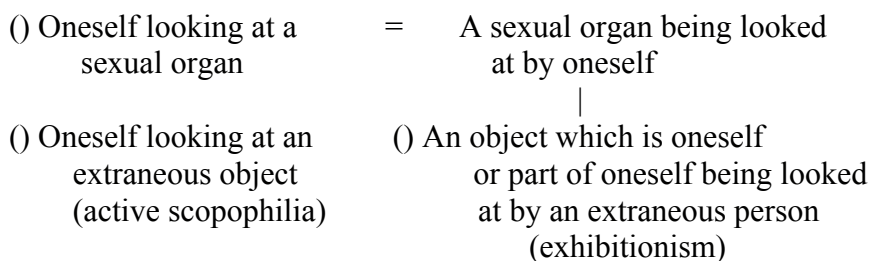 () Oneself looking at a = A sexual organ being looked
sexual organ at by oneself
|
() Oneself looking at an () An object which is oneself
extraneous object or part of oneself being looked
(active scopophilia) at by an extraneous person
(exhibitionism)